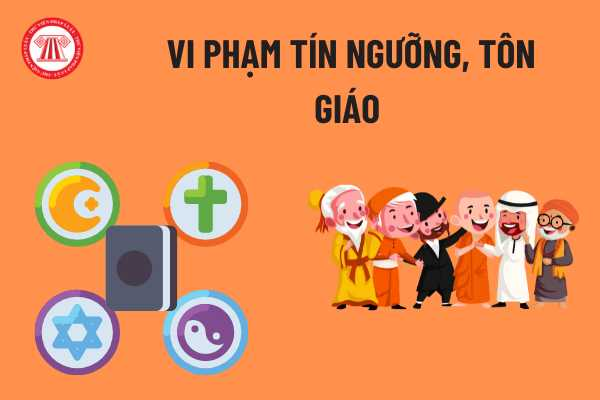 VI PHẠM TÍN NGƯỠNG, TÔN
GIÁO